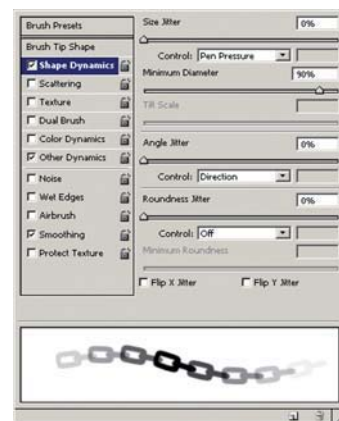 Brush Presets
Brush Tip Shape
Shape Dynamics
Scattering
Texture
Dual Brush
Color Dynamics
Other Dynamics
Noise
Wet Edges
Airbrush
Smoothing
Protect Texture
Size Jitter 0%
Control: Pen Pressure
Minimum Diameter 90%
Tilt Scale
Angle Jitter 0%
Control: Direction
Roundness Jitter 0%
Control: Off
Minimum Roundness
Flip X Jitter Flip Y Jitter